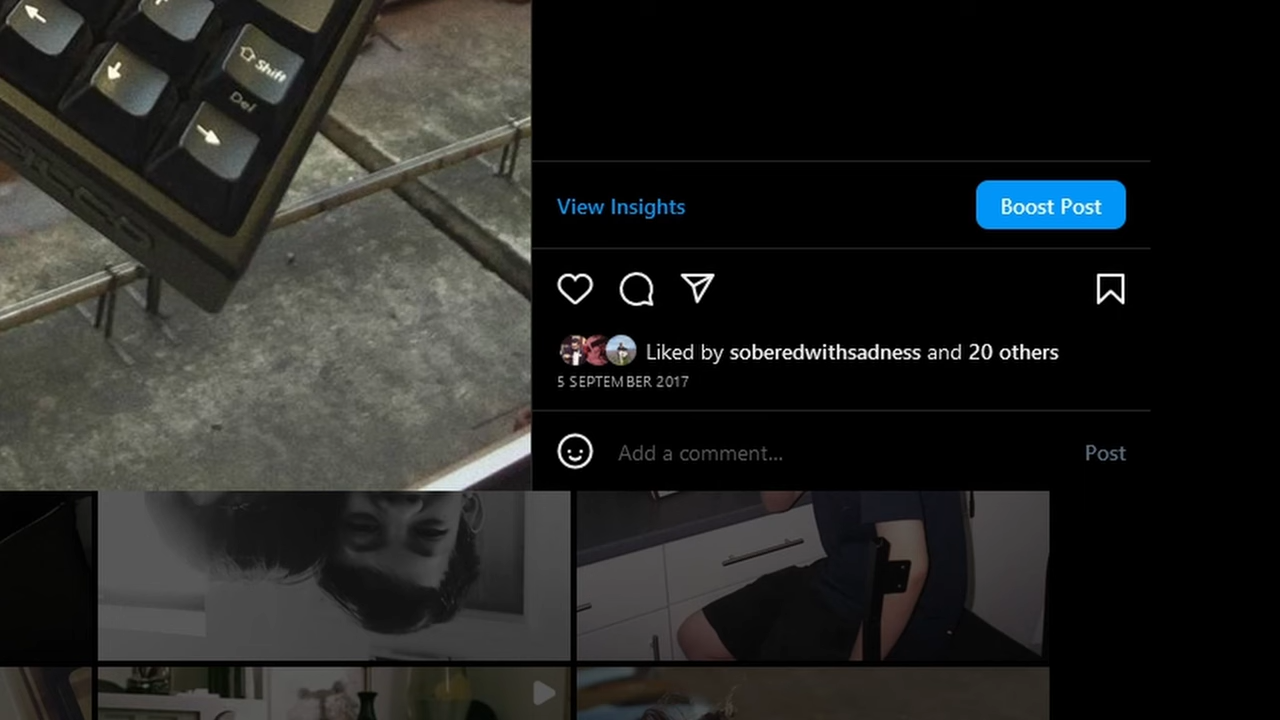 Shift
Del
View Insights
Boost Post
Liked by soberedwithsadness and 20 others
5 SEPTEMBER 2017
Add a comment...
Post